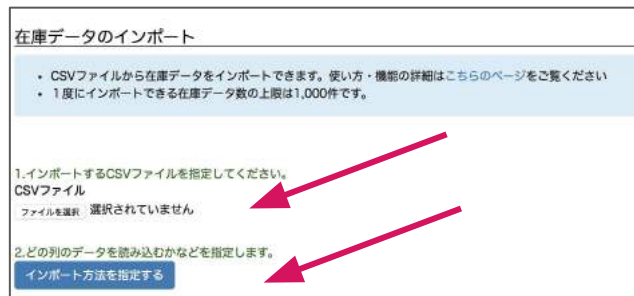 在庫データのインポート
・ CSVファイルから在庫データをインポートできます。使い方・機能の詳細はこちらのページをご覧ください
・ 1度にインポートできる在庫データ数の上限は1,000件です。
1.インポートするCSVファイルを指定してください。
CSVファイル
ファイルを選択 選択されていません
2.どの列のデータを読み込むかなどを指定します。
インポート方法を指定する